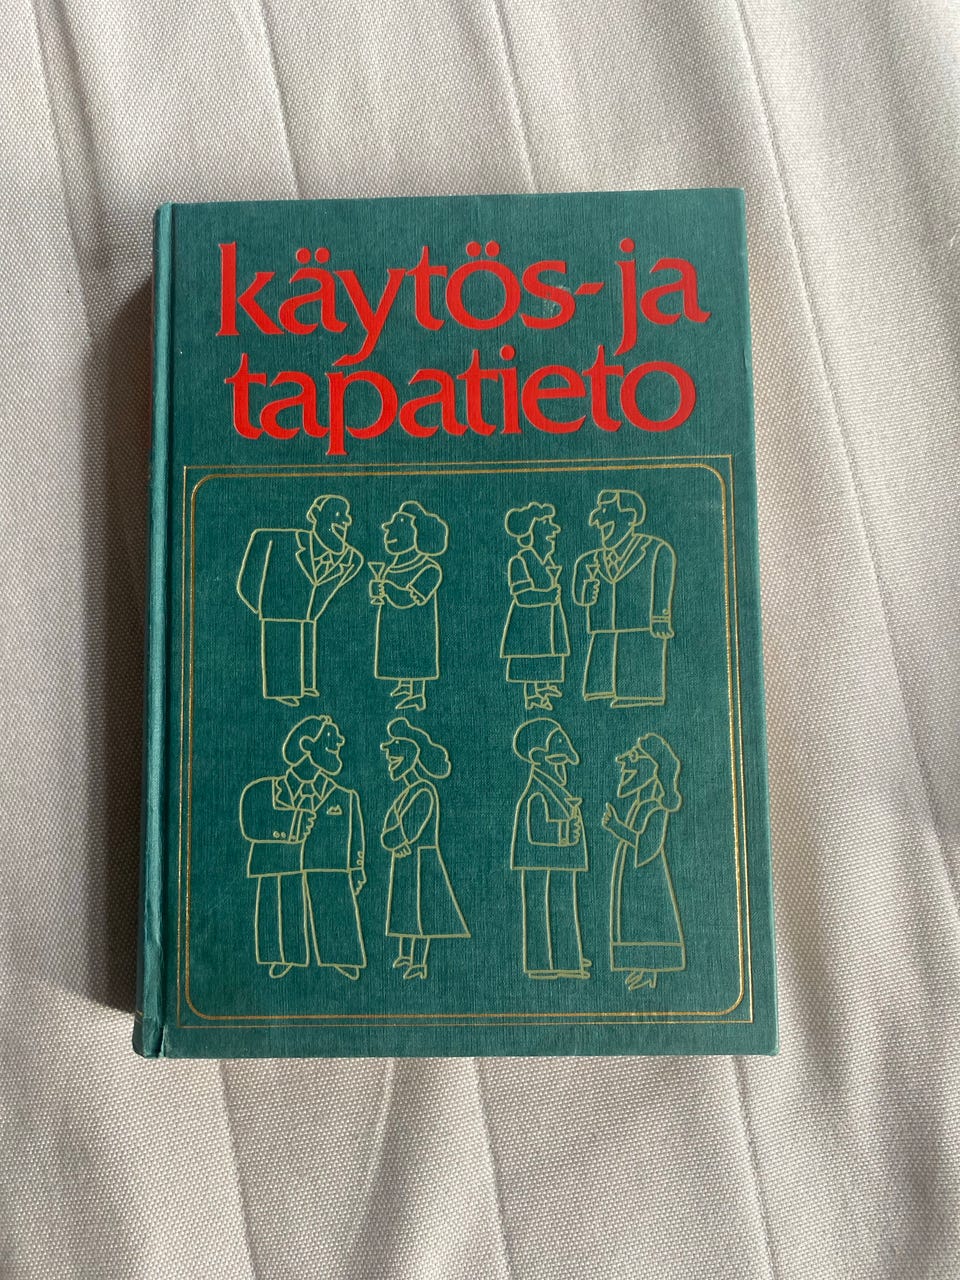 käytös- ja
tapatieto